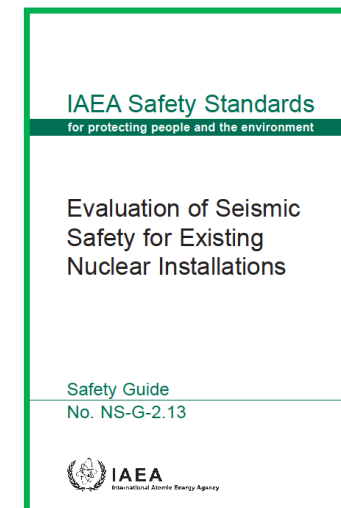 IAEA Safety Standards
for protecting people and the environment
Evaluation of Seismic
Safety for Existing
Nuclear Installations
Safety Guide
No. NS-G-2.13
IAEA
International Atomic Energy Agency